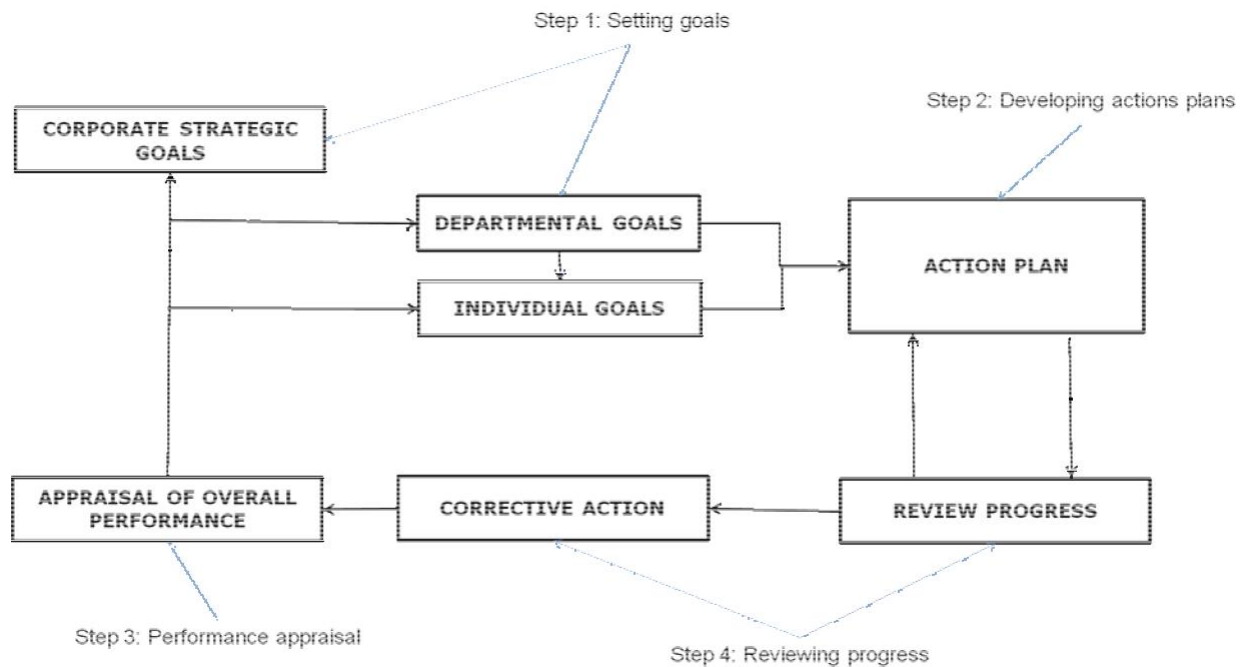 Step 1: Setting goals
Step 2: Developing actions plans
CORPORATE STRATEGIC
GOALS
DEPARTMENTAL GOALS
ACTION PLAN
INDIVIDUAL GOALS
APPRAISAL OF OVERALL
PERFORMANCE
CORRECTIVE ACTION
REVIEW PROGRESS
Step 3: Performance appraisal
Step 4: Reviewing progress